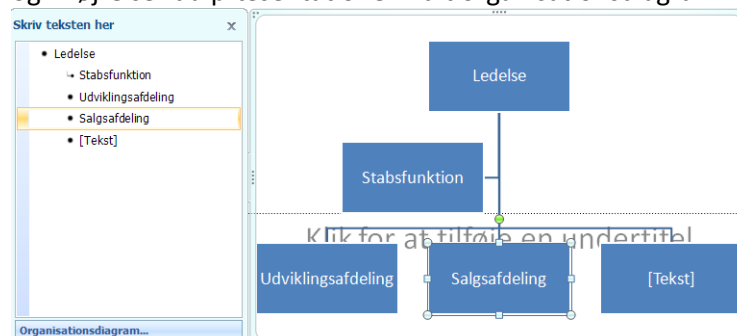 Skriv teksten her x
Ledelse
Stabsfunktion
Udviklingsafdeling
Salgsafdeling
[Tekst]
Organisationsdiagram...
Ledelse
Stabsfunktion
Klik for at tilføje en undertitel
Udviklingsafdeling Salgsafdeling [Tekst]